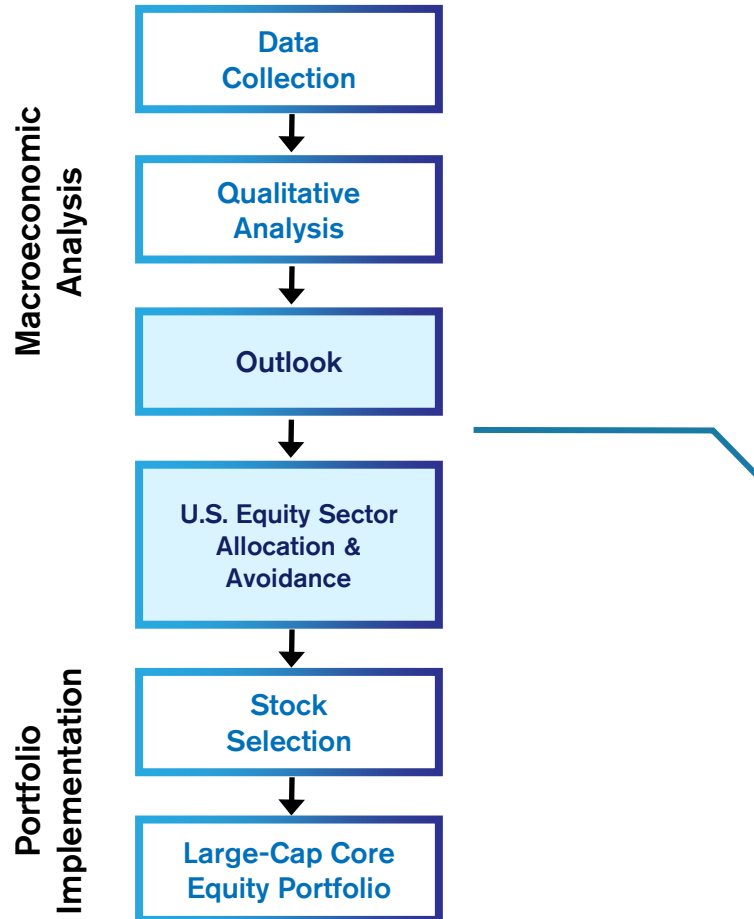 Macroeconomic
Analysis
Data
Collection
Qualitative
Analysis
Outlook
U.S. Equity Sector
Allocation &
Avoidance
Portfolio
Implementation
Stock
Selection
Large-Cap Core
Equity Portfolio